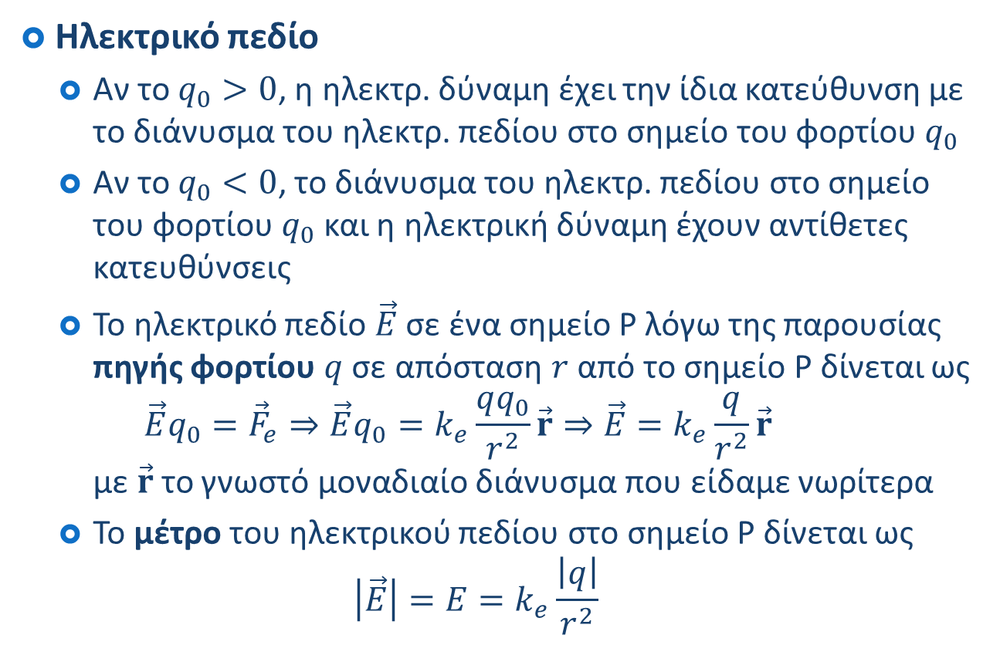 Ηλεκτρικό πεδίο
Αν το $q_0 > 0$, η ηλεκτρ. δύναμη έχει την ίδια κατεύθυνση με
το διάνυσμα του ηλεκτρ. πεδίου στο σημείο του φορτίου $q_0$
Αν το $q_0 < 0$, το διάνυσμα του ηλεκτρ. πεδίου στο σημείο
του φορτίου $q_0$ και η ηλεκτρική δύναμη έχουν αντίθετες
κατευθύνσεις
Το ηλεκτρικό πεδίο $\vec{E}$ σε ένα σημείο P λόγω της παρουσίας
πηγής φορτίου $q$ σε απόσταση $r$ από το σημείο P δίνεται ως
$\vec{E}q_0 = \vec{F}_e \Rightarrow \vec{E}q_0 = k_e \frac{qq_0}{r^2} \vec{\mathbf{r}} \Rightarrow \vec{E} = k_e \frac{q}{r^2} \vec{\mathbf{r}}$
με $\vec{\mathbf{r}}$ το γνωστό μοναδιαίο διάνυσμα που είδαμε νωρίτερα
Το μέτρο του ηλεκτρικού πεδίου στο σημείο P δίνεται ως
$|\vec{E}| = E = k_e \frac{|q|}{r^2}$